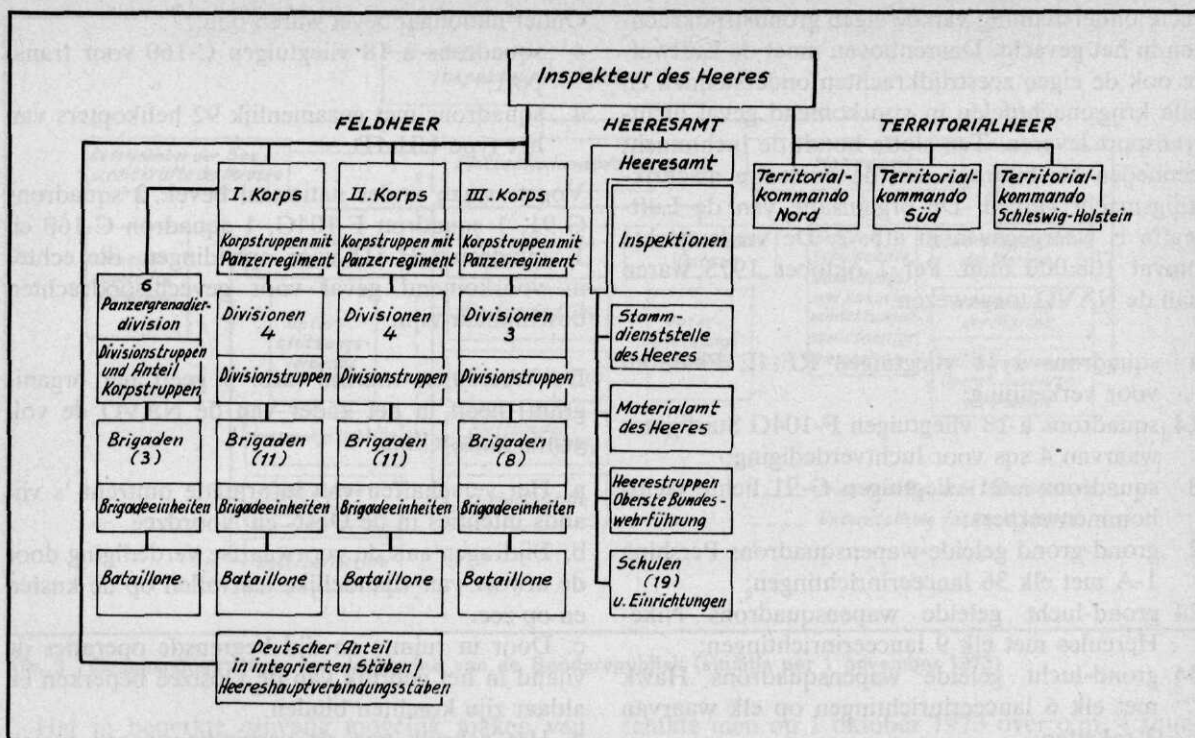 Inspekteur des Heeres
FELDHEER
HEERESAMT
TERRITORIALHEER
I. Korps
II. Korps
III. Korps
Korpstruppen mit
Panzerregiment
Korpstruppen mit
Panzerregiment
Korpstruppen mit
Panzerregiment
6
Panzergrenadier-
division
Divisionen
4
Divisionen
4
Divisionen
3
Divisionstruppen
und Anteil
Korpstruppen
Divisionstruppen
Divisionstruppen
Divisionstruppen
Brigaden
(3)
Brigaden
(11)
Brigaden
(11)
Brigaden
(8)
Brigadeeinheiten
Brigadeeinheiten
Brigadeeinheiten
Brigadeeinheiten
Bataillone
Bataillone
Bataillone
Bataillone
Deutscher Anteil
in integrierten Stäben/
Heereshauptverbindungsstäben
Heeresamt
Inspektionen
Stamm-
dienststelle
des Heeres
Materialamt
des Heeres
Heerestruppen
Oberste Bundes-
wehrführung
Schulen
(19)
u. Einrichtungen
Territorial-
kommando
Nord
Territorial-
kommando
Süd
Territorial-
kommando
Schleswig-Holstein